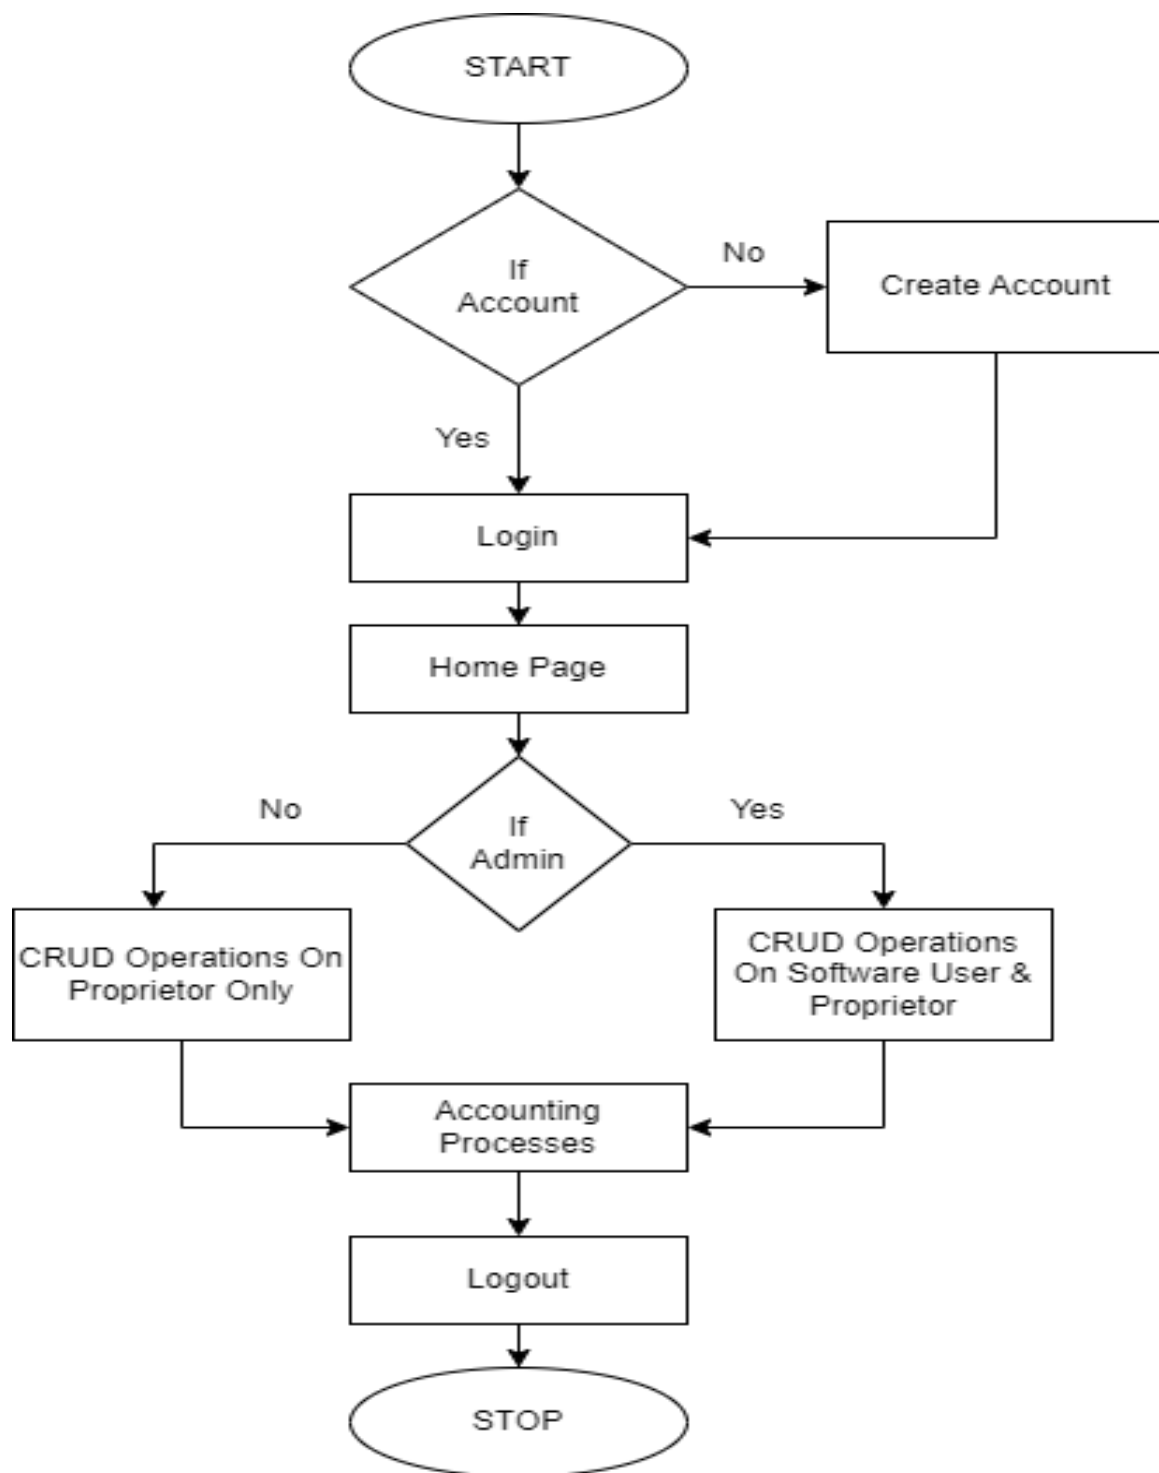 START
If
Account
No
Create Account
Yes
Login
Home Page
No
If
Admin
Yes
CRUD Operations On
Proprietor Only
CRUD Operations
On Software User &
Proprietor
Accounting
Processes
Logout
STOP